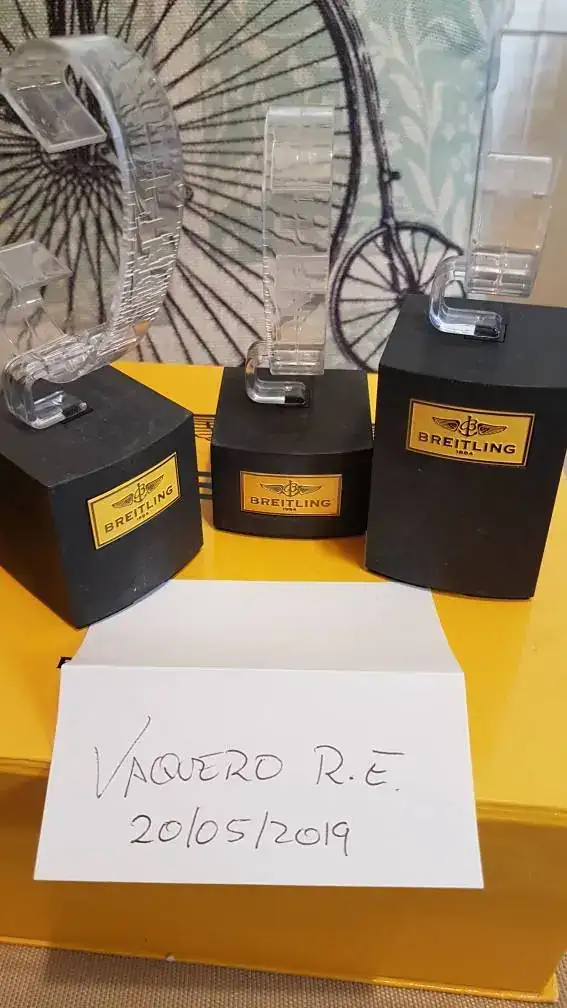 BREITLING
1884
BREITLING
1884
BREITLING
1884
VAQUERO R.E.
20/05/2019